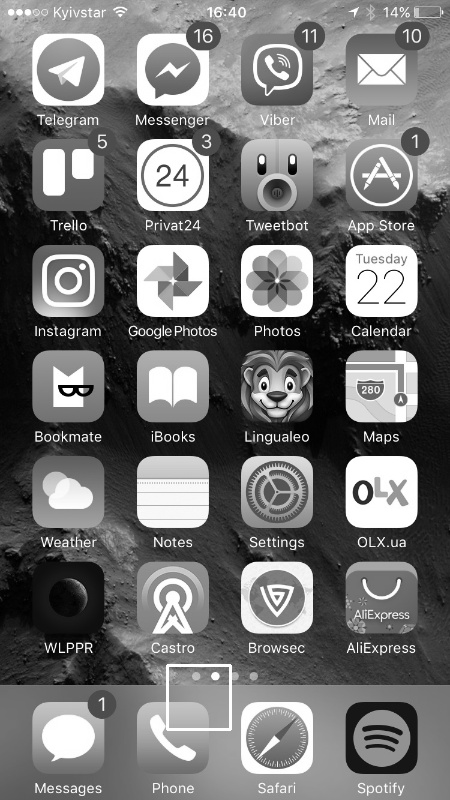 Kyivstar 16:40 14%
16 11 10
Telegram Messenger Viber Mail
5 3 1
24
Trello Privat24 Tweetbot App Store
Tuesday
22
Instagram Google Photos Photos Calendar
280
Bookmate iBooks Lingualeo Maps
OLX
Weather Notes Settings OLX.ua
AliExpress
WLPPR Castro Browsec AliExpress
1
Messages Phone Safari Spotify